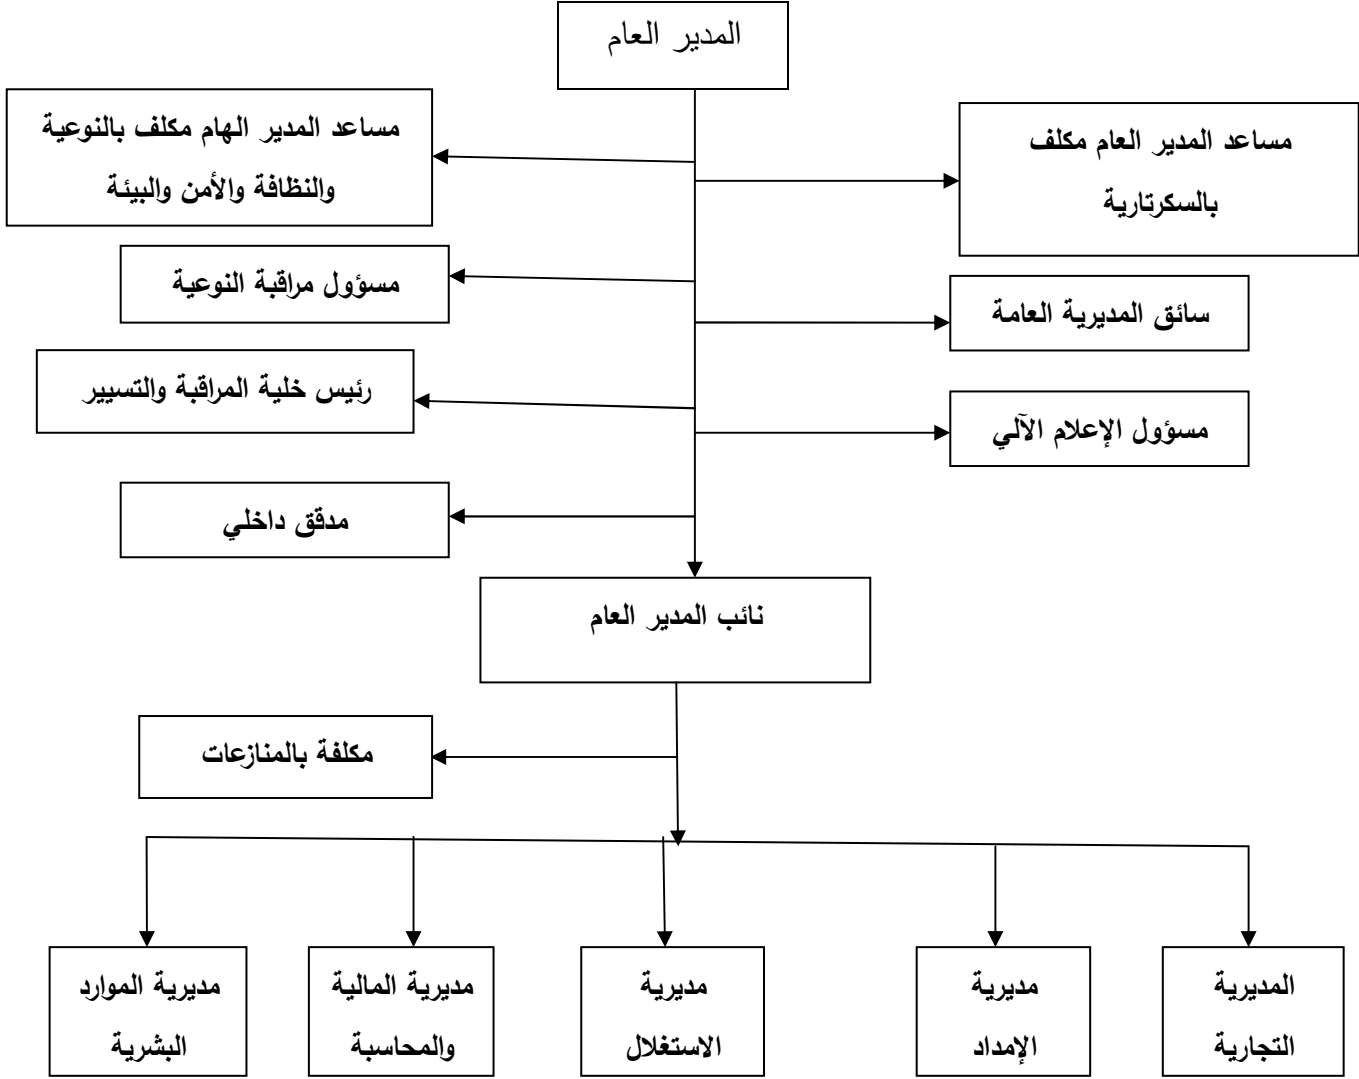 المدير العام
مساعد المدير العام مكلف
بالسكرتارية
مساعد المدير الهام مكلف بالنوعية
والنظافة والأمن والبيئة
سائق المديرية العامة
مسؤول مراقبة النوعية
مسؤول الإعلام الآلي
رئيس خلية المراقبة والتسيير
مدقق داخلي
نائب المدير العام
مكلفة بالمنازعات
المديرية
التجارية
مديرية
الإمداد
مديرية
الاستغلال
مديرية المالية
والمحاسبة
مديرية الموارد
البشرية